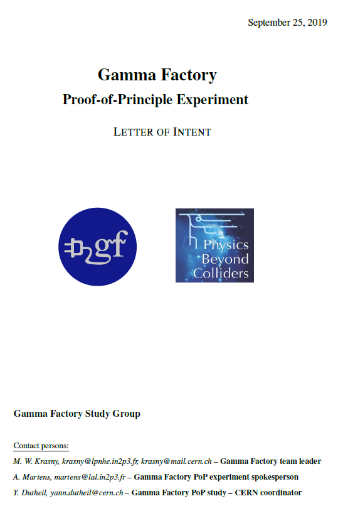 September 25, 2019
Gamma Factory
Proof-of-Principle Experiment
LETTER OF INTENT
gf
Physics
Beyond
Colliders
Gamma Factory Study Group
Contact persons:
M. W. Krasny, krasny@lpnhe.in2p3.fr, krasny@mail.cern.ch – Gamma Factory team leader
A. Martens, martens@lal.in2p3.fr – Gamma Factory PoP experiment spokesperson
Y. Dutheil, yann.dutheil@cern.ch – Gamma Factory PoP study – CERN coordinator